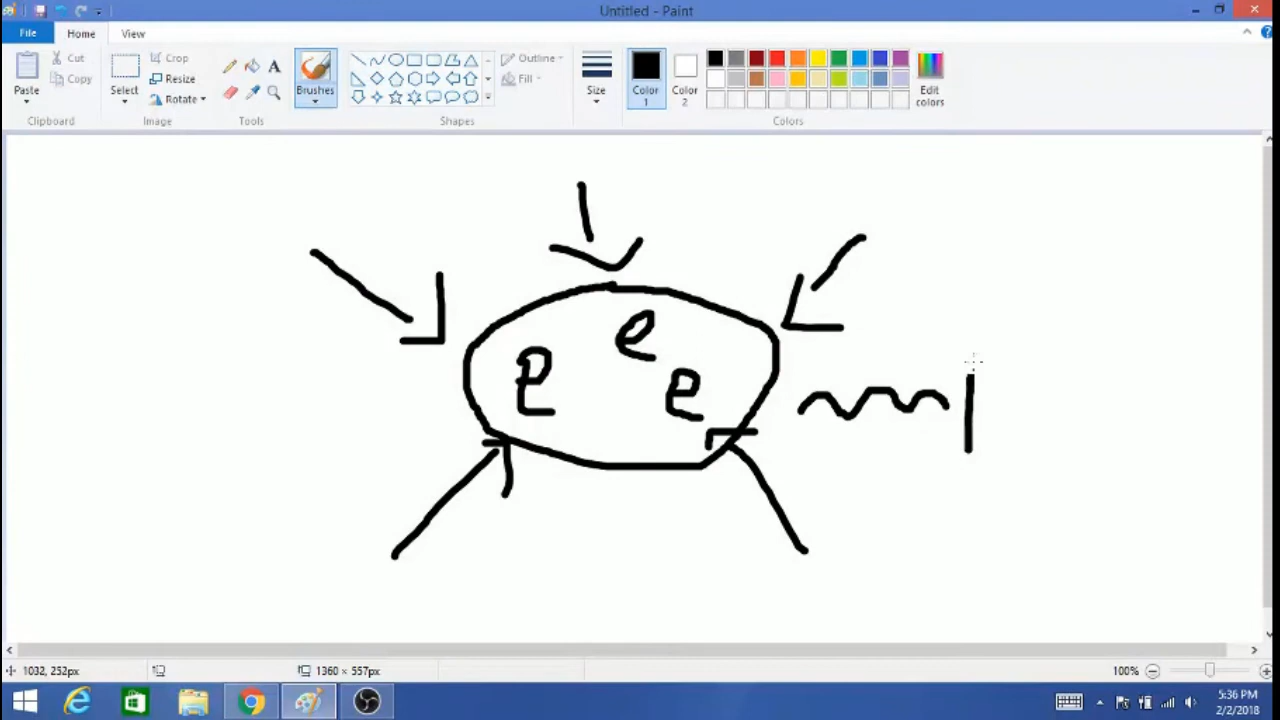 Untitled - Paint
File Home View
Cut
Copy
Paste
Crop
Resize
Rotate
Select
Brushes
Outline
Fill
Size
Color 1
Color 2
Edit colors
Clipboard Image Tools Shapes Colors
e
e
e
1032, 252px
1360 × 557px
100%
5:36 PM
2/2/2018